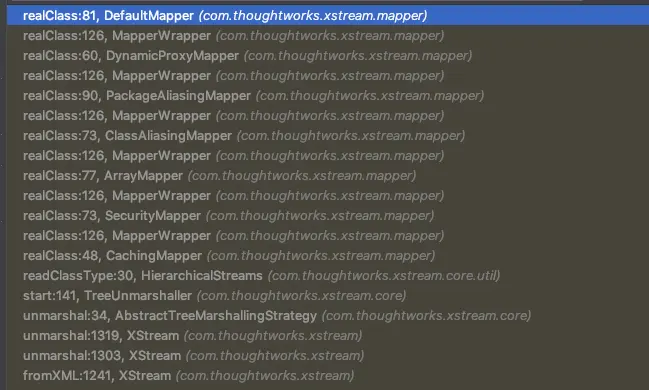 realClass:81, DefaultMapper (com.thoughtworks.xstream.mapper)
realClass:126, MapperWrapper (com.thoughtworks.xstream.mapper)
realClass:60, DynamicProxyMapper (com.thoughtworks.xstream.mapper)
realClass:126, MapperWrapper (com.thoughtworks.xstream.mapper)
realClass:90, PackageAliasingMapper (com.thoughtworks.xstream.mapper)
realClass:126, MapperWrapper (com.thoughtworks.xstream.mapper)
realClass:73, ClassAliasingMapper (com.thoughtworks.xstream.mapper)
realClass:126, MapperWrapper (com.thoughtworks.xstream.mapper)
realClass:77, ArrayMapper (com.thoughtworks.xstream.mapper)
realClass:126, MapperWrapper (com.thoughtworks.xstream.mapper)
realClass:73, SecurityMapper (com.thoughtworks.xstream.mapper)
realClass:126, MapperWrapper (com.thoughtworks.xstream.mapper)
realClass:48, CachingMapper (com.thoughtworks.xstream.mapper)
readClassType:30, HierarchicalStreams (com.thoughtworks.xstream.core.util)
start:141, TreeUnmarshaller (com.thoughtworks.xstream.core)
unmarshal:34, AbstractTreeMarshallingStrategy (com.thoughtworks.xstream.core)
unmarshal:1319, XStream (com.thoughtworks.xstream)
unmarshal:1303, XStream (com.thoughtworks.xstream)
fromXML:1241, XStream (com.thoughtworks.xstream)